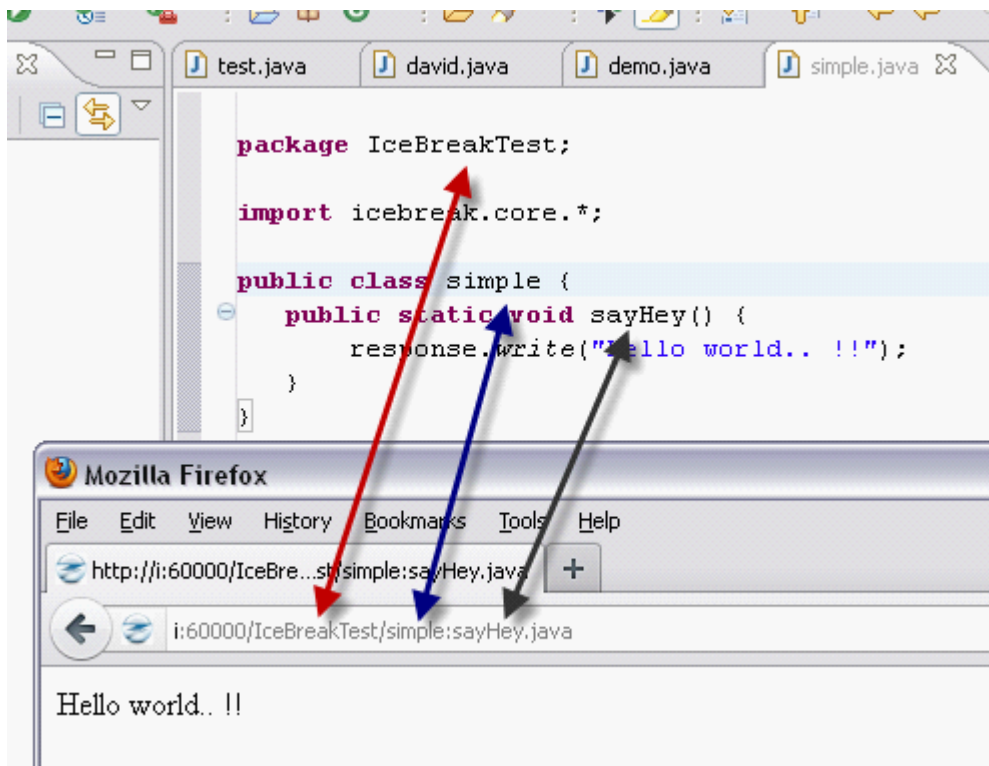 test.java david.java demo.java simple.java
package IceBreakTest;
import icebreak.core.*;
public class simple {
public static void sayHey() {
response.write("Hello world.. !!");
}
}
Mozilla Firefox
File Edit View History Bookmarks Tools Help
http://i:60000/IceBre...st/simple:sayHey.java
i:60000/IceBreakTest/simple:sayHey.java
Hello world.. !!